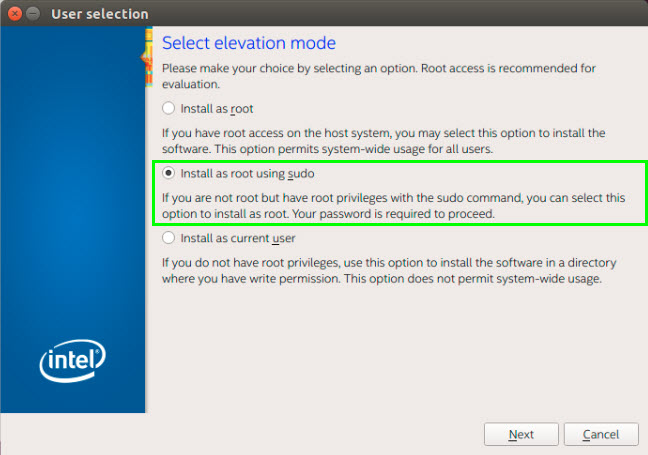 User selection
Select elevation mode
Please make your choice by selecting an option. Root access is recommended for
evaluation.
Install as root
If you have root access on the host system, you may select this option to install the
software. This option permits system-wide usage for all users.
Install as root using sudo
If you are not root but have root privileges with the sudo command, you can select this
option to install as root. Your password is required to proceed.
Install as current user
If you do not have root privileges, use this option to install the software in a directory
where you have write permission. This option does not permit system-wide usage.
intel
Next Cancel